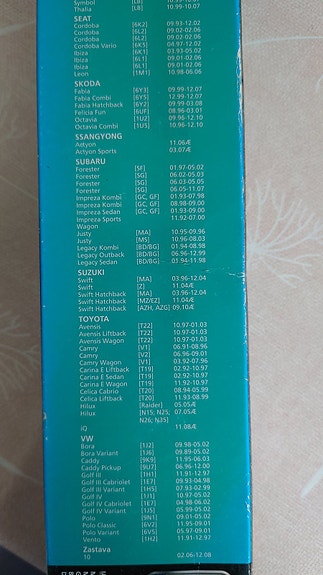 Symbol [LB] 10.99-10.07
Thalia [LB] 10.99-10.07
SEAT
Cordoba [6K2] 09.93-12.02
Cordoba [6L2] 09.02-02.06
Cordoba [6L2] 09.02-02.06
Cordoba Vario [6K5] 04.97-12.02
Ibiza [6K1] 03.93-05.02
Ibiza [6L1] 09.01-02.06
Ibiza [6L1] 09.01-02.06
Leon [1M1] 10.98-06.06
SKODA
Fabia [6Y3] 09.99-12.07
Fabia Combi [6Y5] 12.99-12.07
Fabia Hatchback [6Y2] 09.99-03.08
Felicia Fun [6UF] 08.96-03.01
Octavia [1U2] 09.96-12.10
Octavia Combi [1U5] 10.96-12.10
SSANGYONG
Actyon 11.06Æ
Actyon Sports 03.07Æ
SUBARU
Forester [SF] 01.97-05.02
Forester [SG] 06.02-05.03
Forester [SG] 06.03-05.05
Forester [SG] 06.05-11.07
Impreza Kombi [GC, GF] 01.93-07.98
Impreza Kombi [GC, GF] 08.98-09.00
Impreza Sedan [GC, GF] 01.93-09.00
Impreza Sports 11.92-07.00
Wagon
Justy [MA] 10.95-09.96
Justy [MS] 10.96-08.03
Legacy Kombi [BD/BG] 01.94-08.98
Legacy Outback [BD/BG] 06.96-12.99
Legacy Sedan [BD/BG] 01.94-11.98
SUZUKI
Swift [MA] 03.96-12.04
Swift [Z] 11.04Æ
Swift Hatchback [MA] 03.96-12.04
Swift Hatchback [MZ/EZ] 11.04Æ
Swift Hatchback [AZH, AZG] 09.10Æ
TOYOTA
Avensis [T22] 10.97-01.03
Avensis Liftback [T22] 10.97-01.03
Avensis Wagon [T22] 10.97-01.03
Camry [V1] 06.91-08.96
Camry [V2] 06.96-09.01
Camry Wagon [V1] 03.92-07.96
Carina E Liftback [T19] 02.92-10.97
Carina E Sedan [T19] 02.92-10.97
Carina E Wagon [T19] 11.92-10.97
Celica Cabrio [T20] 08.94-05.99
Celica Liftback [T20] 11.93-08.99
Hilux [Raider] 05.05Æ
Hilux [N15; N25; 07.05Æ
N26; N35]
iQ 11.08Æ
VW
Bora [1J2] 09.98-05.02
Bora Variant [1J6] 09.89-05.02
Caddy [9K9] 11.95-06.03
Caddy Pickup [9U7] 06.96-12.00
Golf III [1H1] 11.91-12.97
Golf III Cabriolet [1E7] 09.93-04.98
Golf III Variant [1H5] 07.93-02.99
Golf IV [1J1] 10.97-05.02
Golf IV Cabriolet [1E7] 04.98-06.02
Golf IV Variant [1J5] 05.99-05.02
Polo [9N1] 09.01-05.02
Polo Classic [6V2] 11.95-09.01
Polo Variant [6V5] 05.97-09.01
Vento [1H2] 11.91-12.97
Zastava
10 02.06-12.08